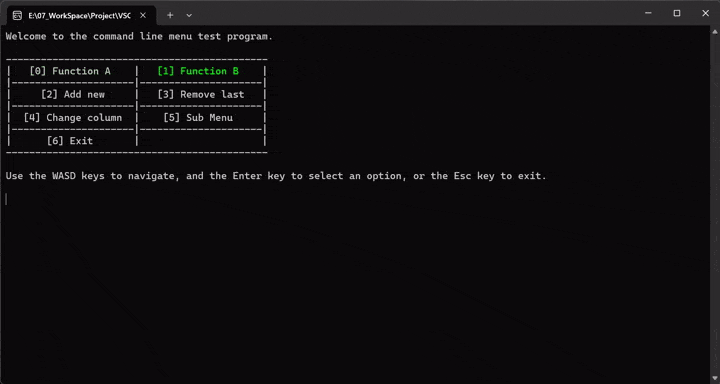 E:\07_WorkSpace\Project\VSC
Welcome to the command line menu test program.
[0] Function A | [1] Function B
[2] Add new | [3] Remove last
[4] Change column | [5] Sub Menu
[6] Exit
Use the WASD keys to navigate, and the Enter key to select an option, or the Esc key to exit.